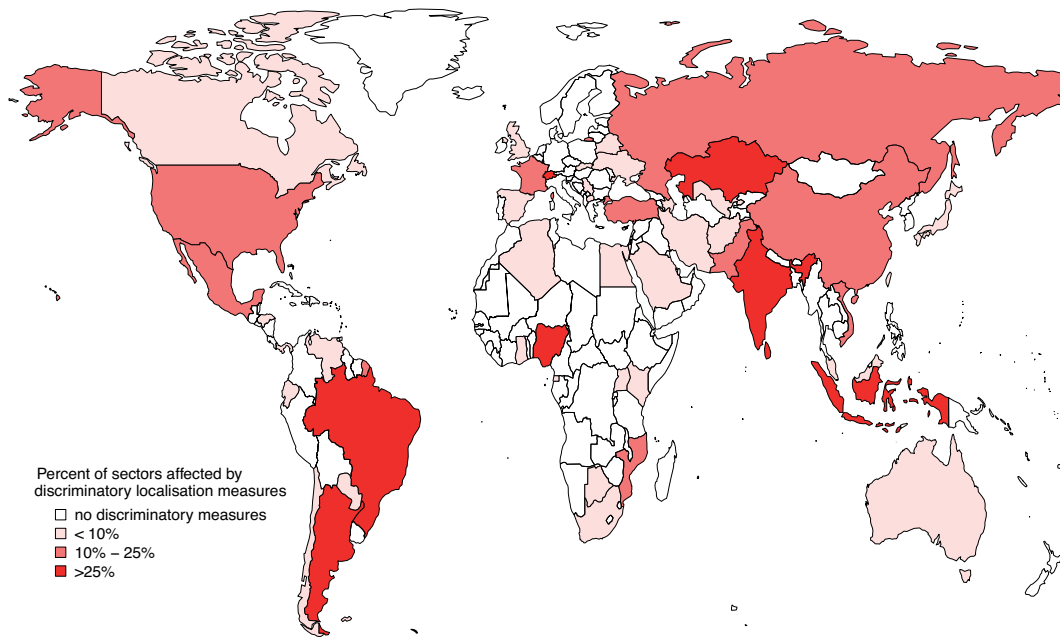 Percent of sectors affected by
discriminatory localisation measures
no discriminatory measures
< 10%
10% − 25%
>25%